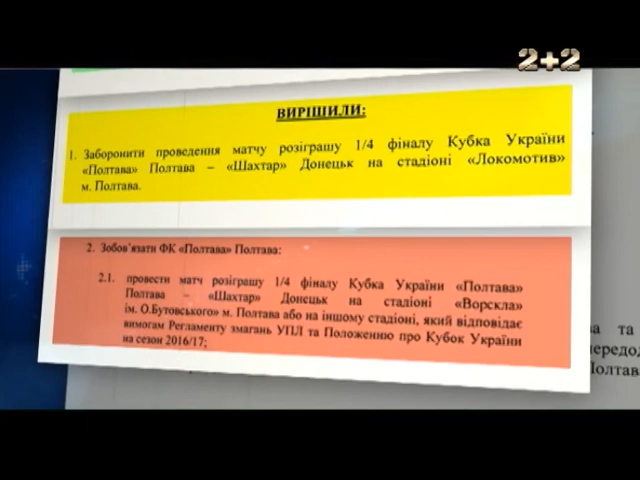 2+2
ВИРІШИЛИ:
1. Заборонити проведення матчу розіграшу 1/4 фіналу Кубка України
«Полтава» Полтава – «Шахтар» Донецьк на стадіоні «Локомотив»
м. Полтава.
2. Зобов'язати ФК «Полтава» Полтава:
2.1. провести матч розіграшу 1/4 фіналу Кубка України «Полтава»
Полтава – «Шахтар» Донецьк на стадіоні «Ворскла»
ім. О.Бутовського» м. Полтава або на іншому стадіоні, який відповідає
вимогам Регламенту змагань УПЛ та Положенню про Кубок України
на сезон 2016/17;
та